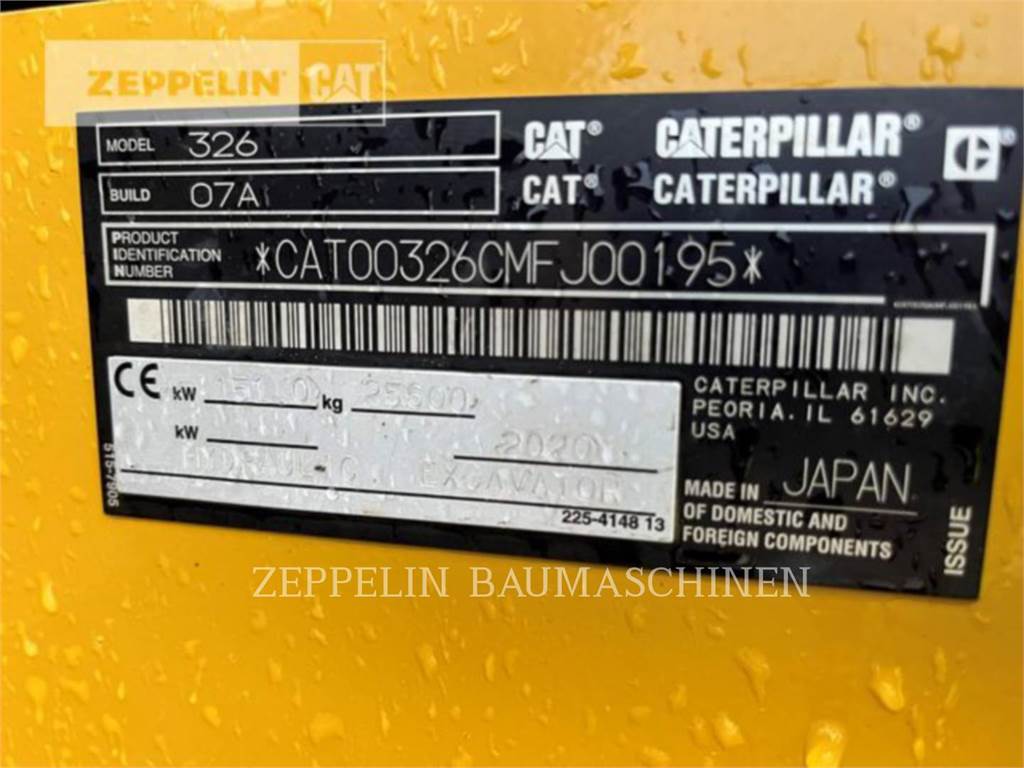 ZEPPELIN CAT
MODEL 326
CAT® CATERPILLAR®
BUILD 07A
CAT® CATERPILLAR®
PRODUCT
IDENTIFICATION
NUMBER
*CAT00326CMFJ00195*
CE kW kg 25600
kW 2020
HYDRAULIC EXCAVATOR
225-4148 13
CATERPILLAR INC.
PEORIA. IL 61629
USA
MADE IN JAPAN
OF DOMESTIC AND
FOREIGN COMPONENTS
ISSUE
ZEPPELIN BAUMASCHINEN